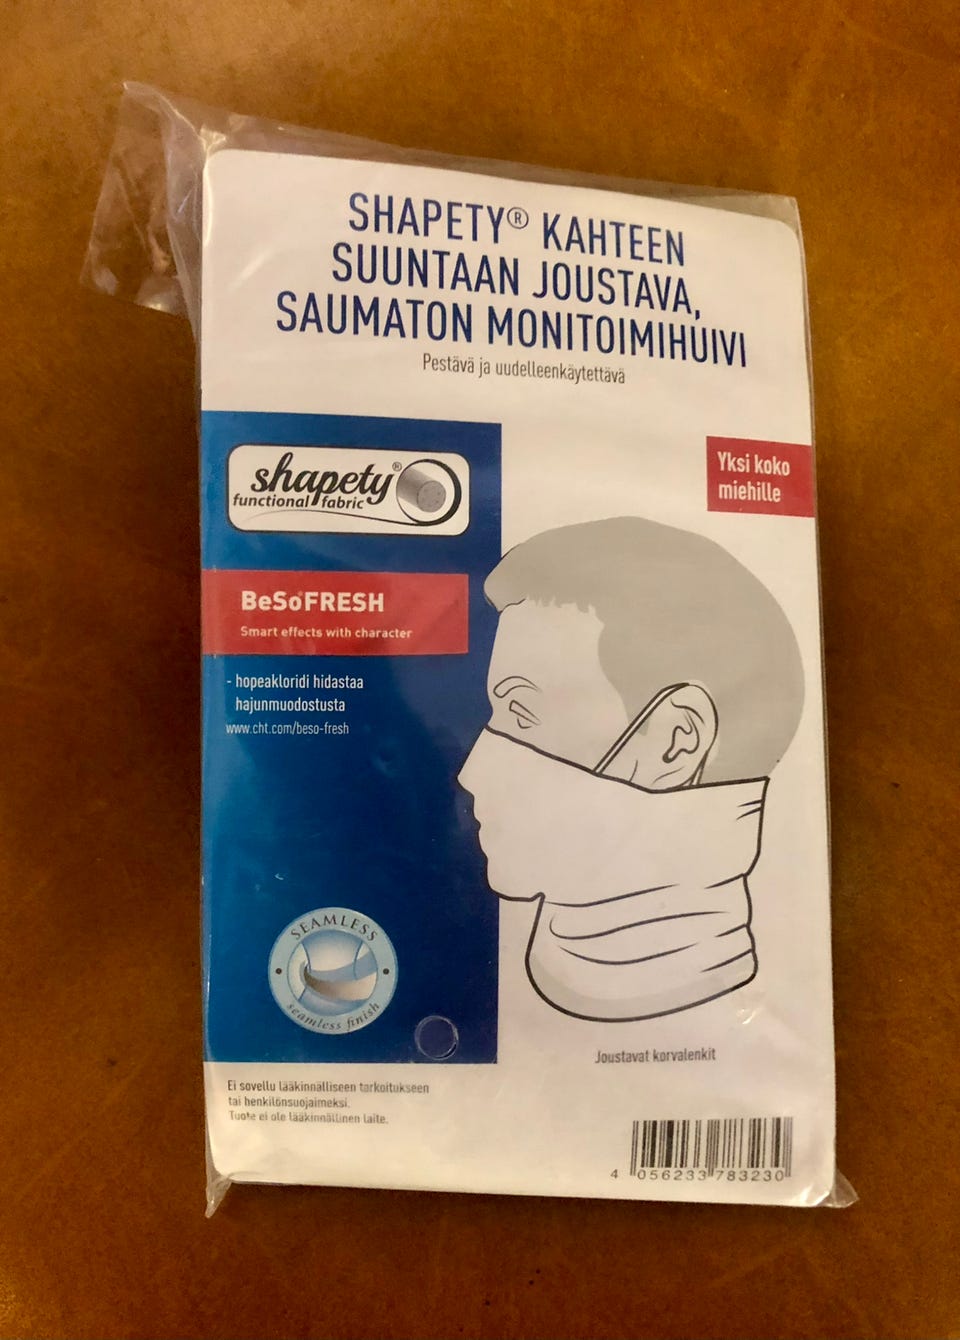 SHAPETY® KAHTEEN
SUUNTAAN JOUSTAVA,
SAUMATON MONITOIMIHUIVI
Pestävä ja uudelleenkäytettävä
shapety®
functional fabric
Yksi koko
miehille
BeSo®FRESH
Smart effects with character
- hopeakloridi hidastaa
hajunmuodostusta
www.cht.com/beso-fresh
SEAMLESS
seamless finish
Joustavat korvalenkit
Ei sovellu lääkinnälliseen tarkoitukseen
tai henkilönsuojaimeksi.
Tuote ei ole lääkinnällinen laite.
4 056233 783230